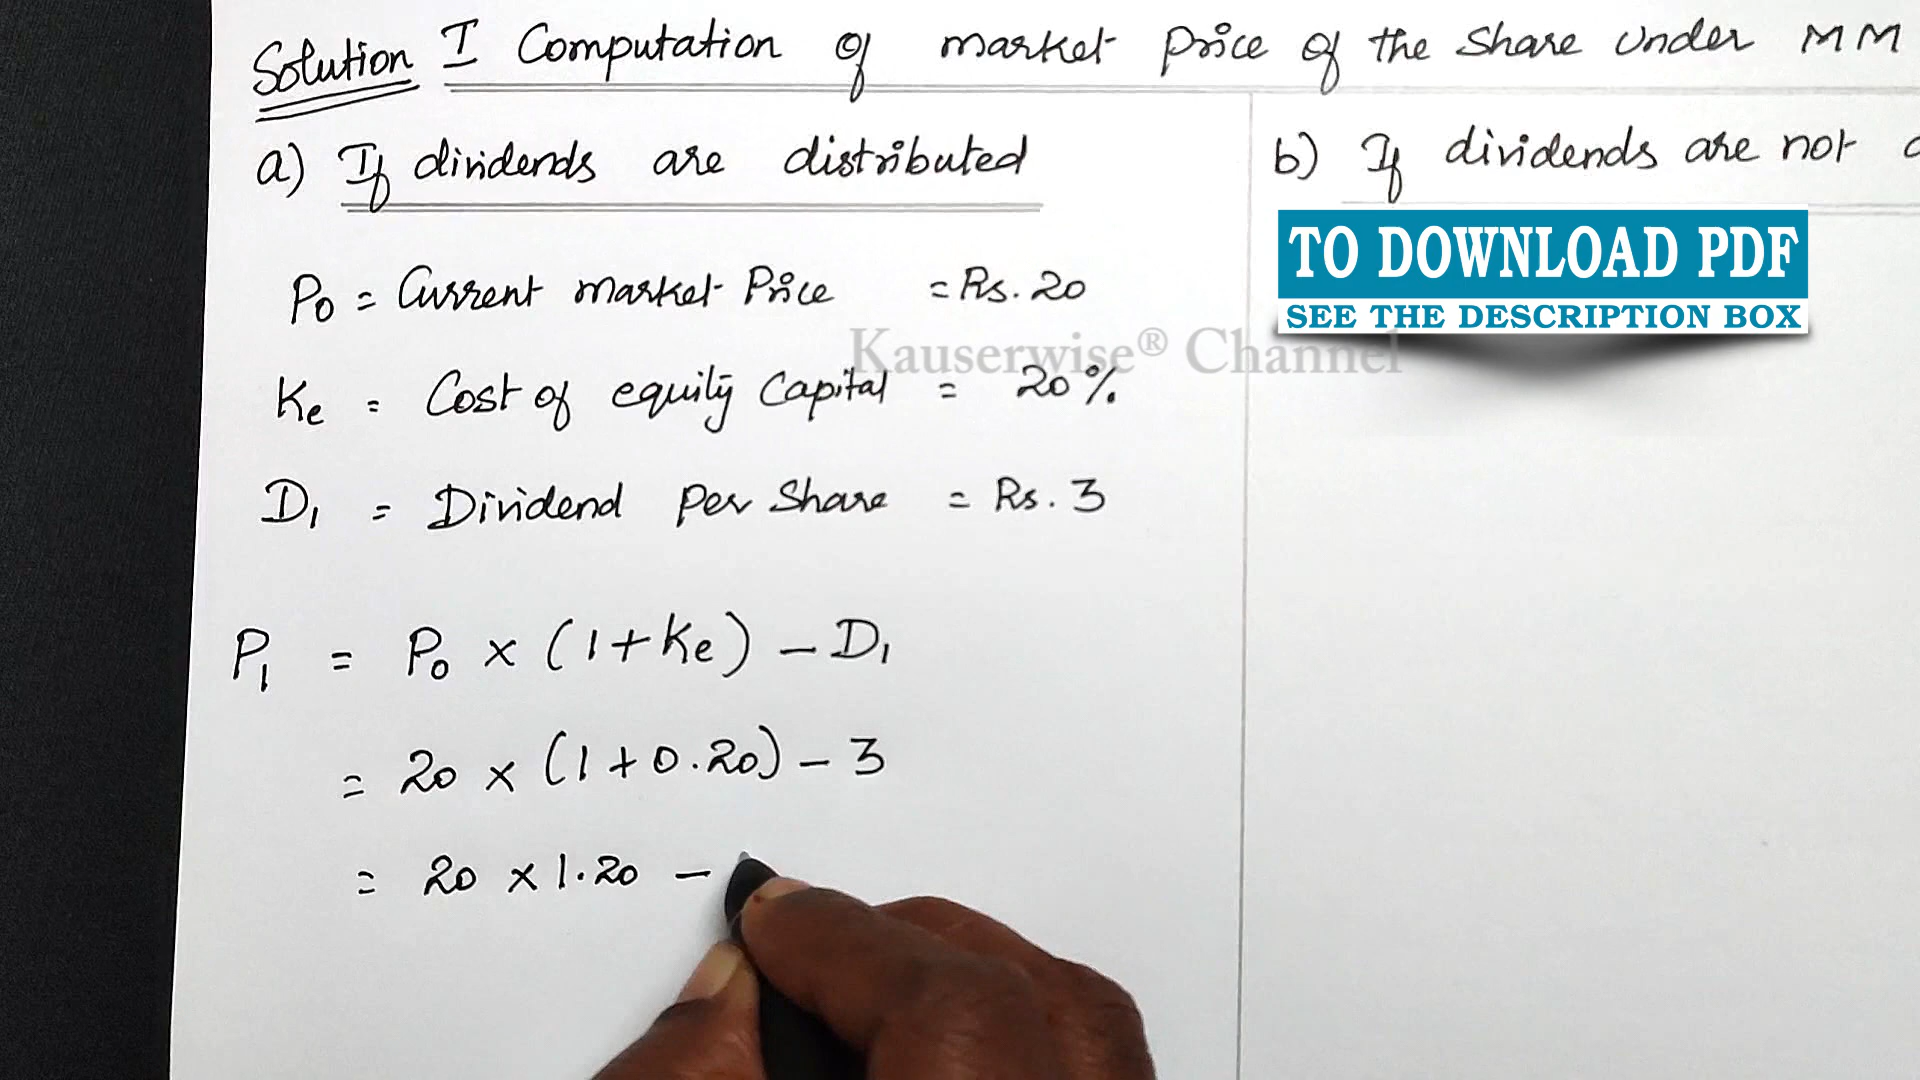 Solution I Computation of market Price of the Share under MM
a) If dividends are distributed
P0 = Current market Price = Rs. 20
Ke = Cost of equity Capital = 20%
D1 = Dividend Per Share = Rs. 3
P1 = P0 × (1+Ke) – D1
= 20 × (1+0.20) – 3
= 20 × 1.20 –
b) If dividends are not
TO DOWNLOAD PDF
SEE THE DESCRIPTION BOX
Kauserwise® Channel